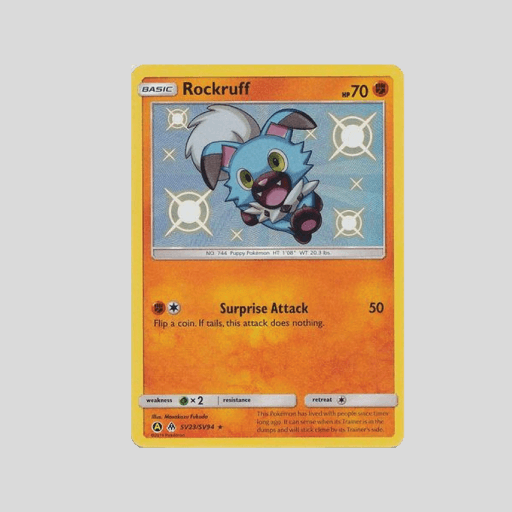 BASIC Rockruff HP 70
NO. 744 Puppy Pokémon HT: 1'08" WT: 20.3 lbs.
Surprise Attack 50
Flip a coin. If tails, this attack does nothing.
weakness ×2 resistance retreat
Illus. Masakazu Fukuda
A SV23/SV94 ★
This Pokémon has lived with people since times
long ago. It can sense when its Trainer is in the
dumps and will stick close by its Trainer's side.